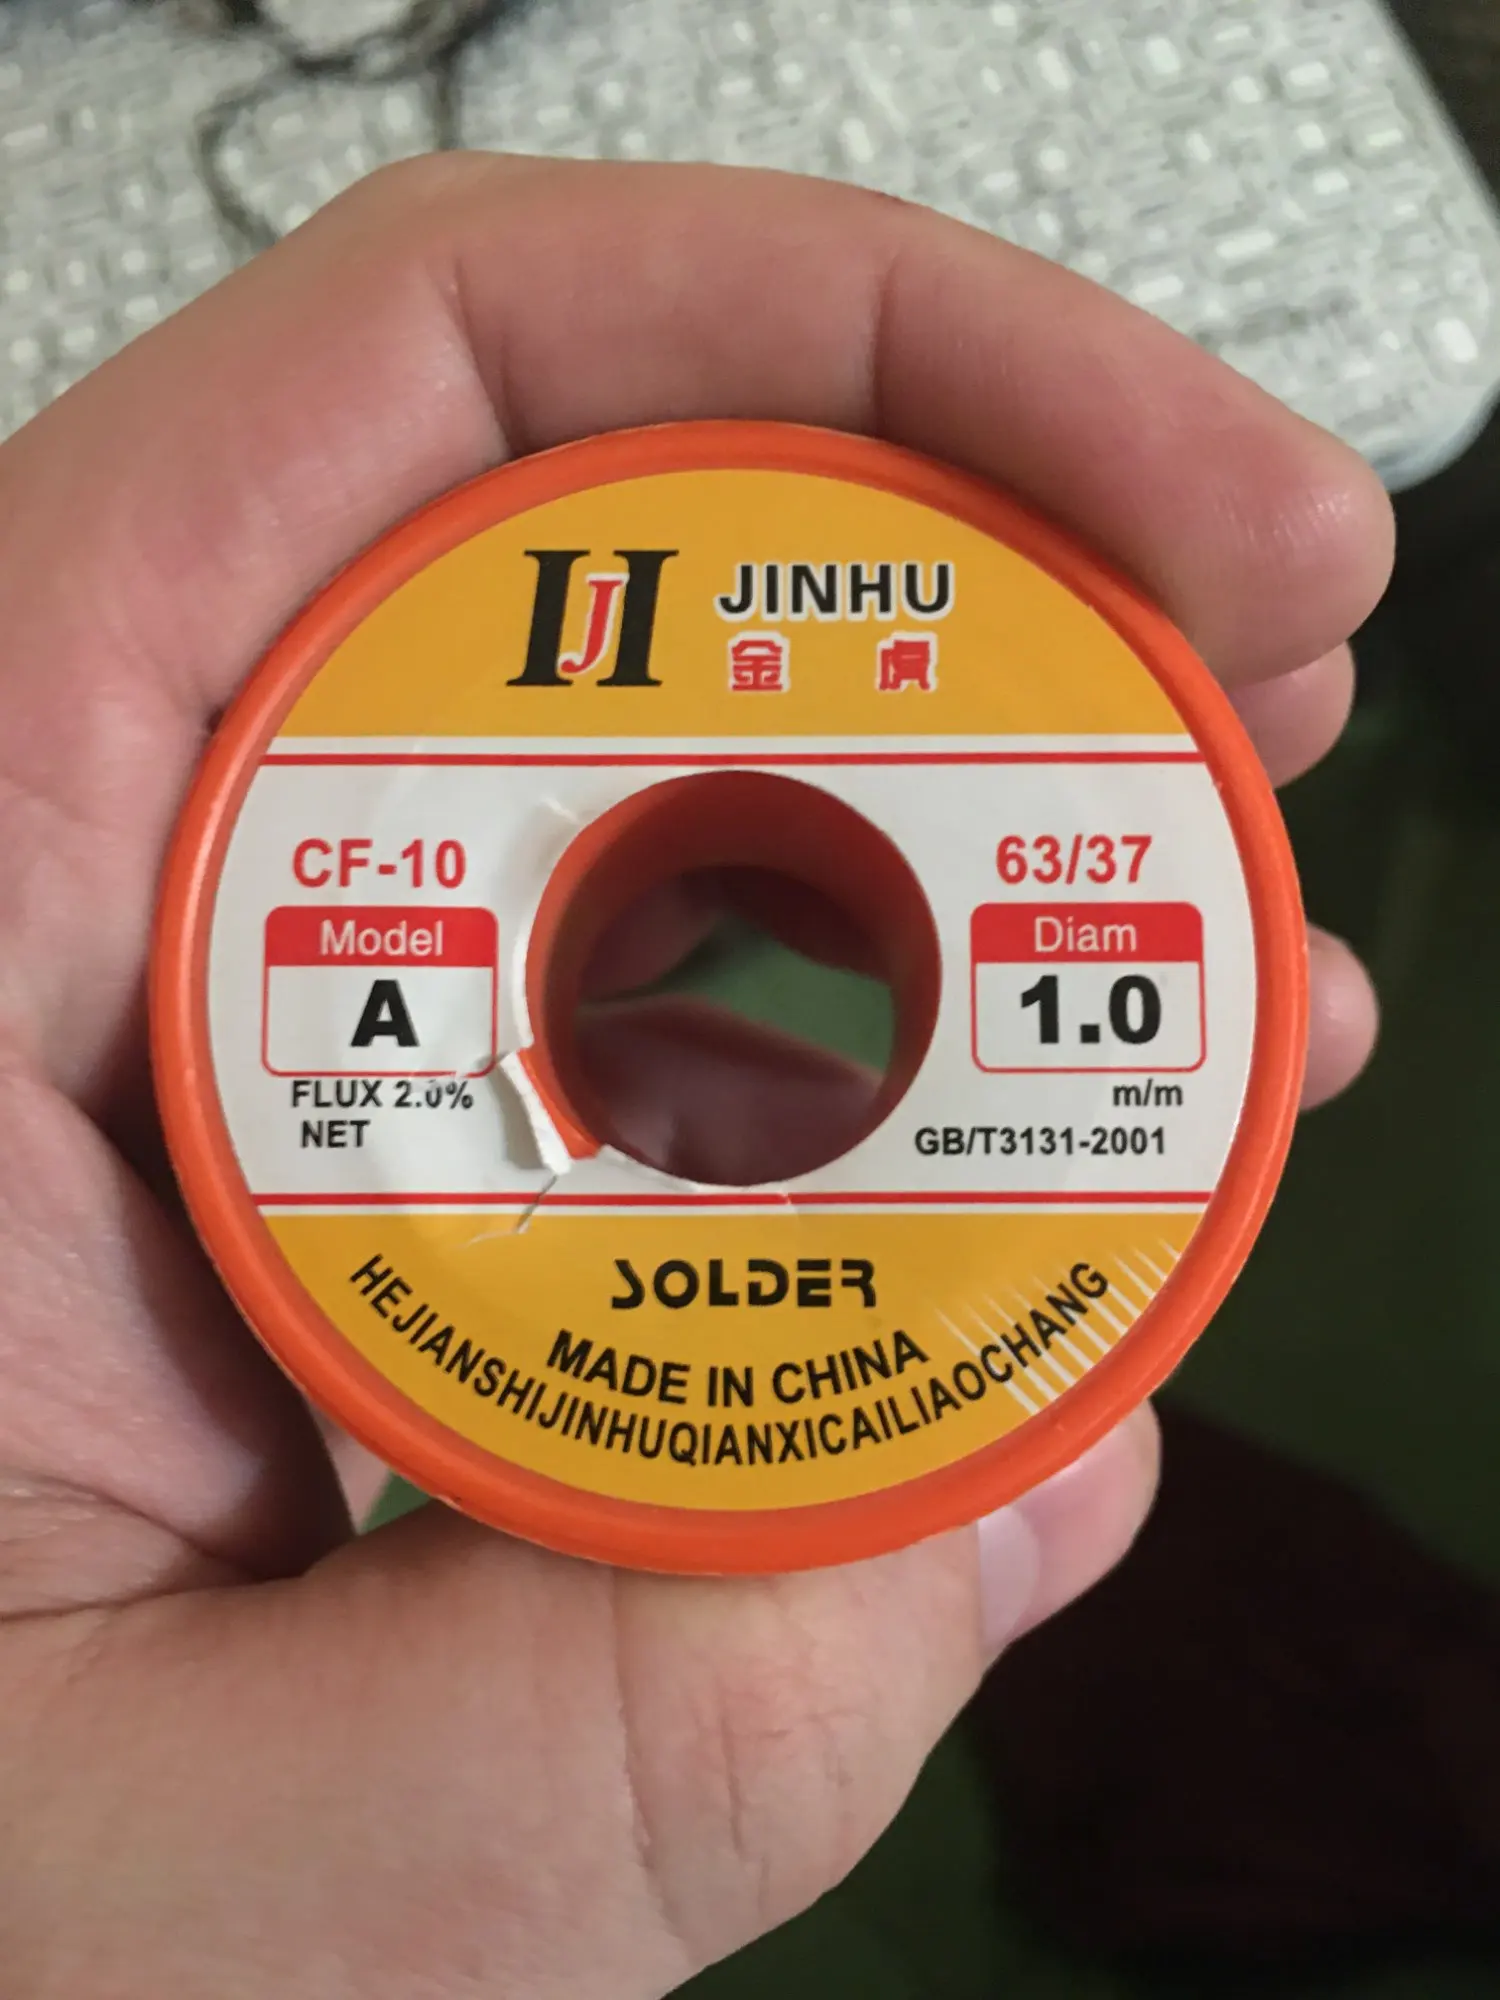 JINHU
金虎
CF-10
Model
A
FLUX 2.0%
NET
63/37
Diam
1.0
m/m
GB/T3131-2001
SOLDER
MADE IN CHINA
HEJIANSHIJINHUQIANXICAILIAOCHANG